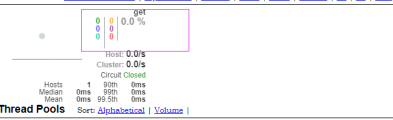 get
0 | 0 0.0 %
0 | 0
0 | 0
Host: 0.0/s
Cluster: 0.0/s
Circuit Closed
Hosts 1 90th 0ms
Median 0ms 99th 0ms
Mean 0ms 99.5th 0ms
Thread Pools Sort: Alphabetical | Volume |